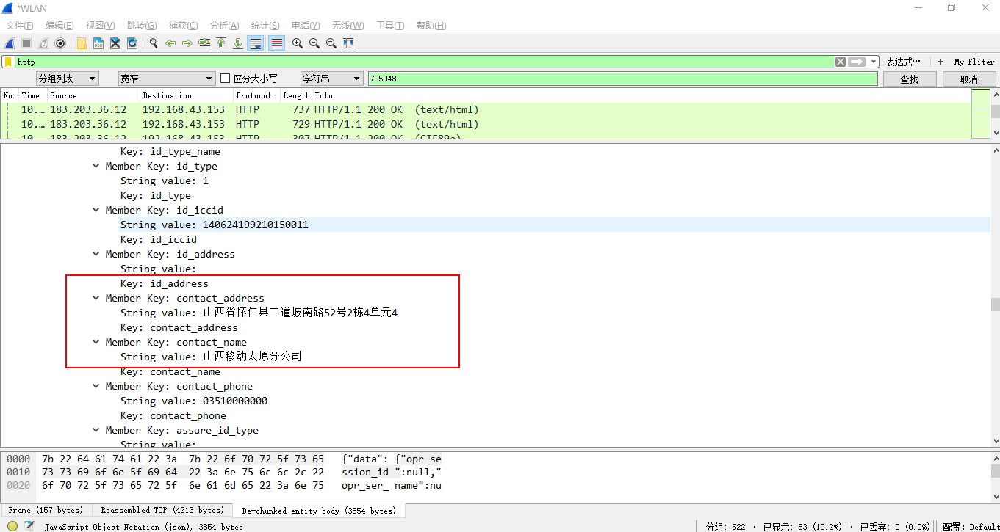 *WLAN
文件(F) 编辑(E) 视图(V) 跳转(G) 捕获(C) 分析(A) 统计(S) 电话(Y) 无线(W) 工具(T) 帮助(H)
http 表达式… + My Fliter
分组列表 宽窄 区分大小写 字符串 705048 查找 取消
No. Time Source Destination Protocol Length Info
10.… 183.203.36.12 192.168.43.153 HTTP 737 HTTP/1.1 200 OK (text/html)
10.… 183.203.36.12 192.168.43.153 HTTP 729 HTTP/1.1 200 OK (text/html)
10.… 183.203.36.12 192.168.43.153 HTTP 307 HTTP/1.1 200 OK (GIF89a)
Key: id_type_name
Member Key: id_type
String value: 1
Key: id_type
Member Key: id_iccid
String value: 140624199210150011
Key: id_iccid
Member Key: id_address
String value:
Key: id_address
Member Key: contact_address
String value: 山西省怀仁县二道坡南路52号2栋4单元4
Key: contact_address
Member Key: contact_name
String value: 山西移动太原分公司
Key: contact_name
Member Key: contact_phone
String value: 03510000000
Key: contact_phone
Member Key: assure_id_type
String value:
0000 7b 22 64 61 74 61 22 3a 7b 22 6f 70 72 5f 73 65 {"data": {"opr_se
0010 73 73 69 6f 6e 5f 69 64 22 3a 6e 75 6c 6c 2c 22 ssion_id ":null,"
0020 6f 70 72 5f 73 65 72 5f 6e 61 6d 65 22 3a 6e 75 opr_ser_ name":nu
Frame (157 bytes) Reassembled TCP (4213 bytes) De-chunked entity body (3854 bytes)
JavaScript Object Notation (json), 3854 bytes 分组: 522 · 已显示: 53 (10.2%) · 已丢弃: 0 (0.0%) 配置: Default